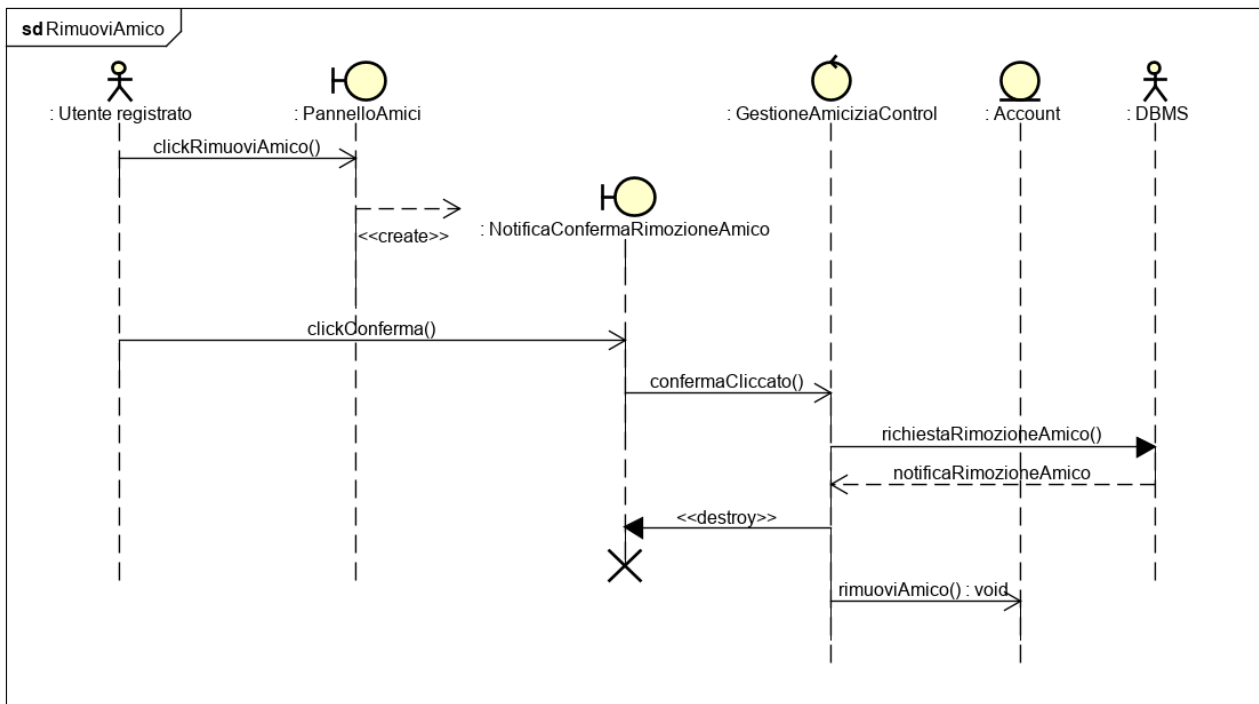 sd RimuoviAmico
: Utente registrato
: PannelloAmici
: GestioneAmiciziaControl
: Account
: DBMS
clickRimuoviAmico()
<<create>>
: NotificaConfermaRimozioneAmico
clickConferma()
confermaCliccato()
richiestaRimozioneAmico()
notificaRimozioneAmico
<<destroy>>
rimuoviAmico() : void